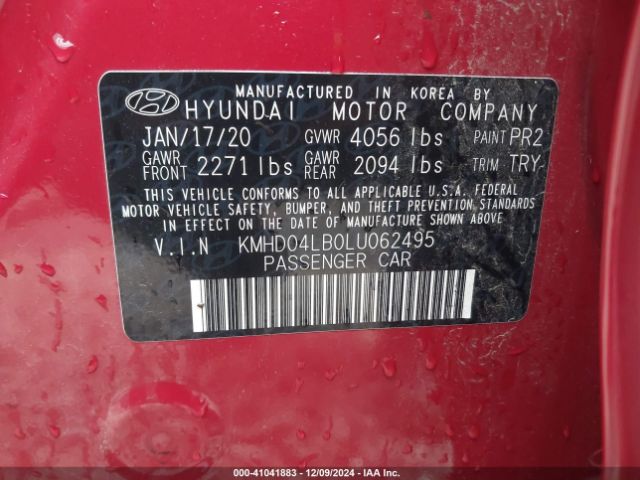 MANUFACTURED IN KOREA BY
HYUNDAI MOTOR COMPANY
JAN/17/20 GVWR 4056 lbs PAINT PR2
GAWR FRONT 2271 lbs GAWR REAR 2094 lbs TRIM TRY
THIS VEHICLE CONFORMS TO ALL APPLICABLE U.S.A. FEDERAL
MOTOR VEHICLE SAFETY, BUMPER, AND THEFT PREVENTION STANDARDS
IN EFFECT ON THE DATE OF MANUFACTURE SHOWN ABOVE.
V.I.N KMHD04LB0LU062495
PASSENGER CAR
000-41041883 - 12/09/2024 - IAA Inc.